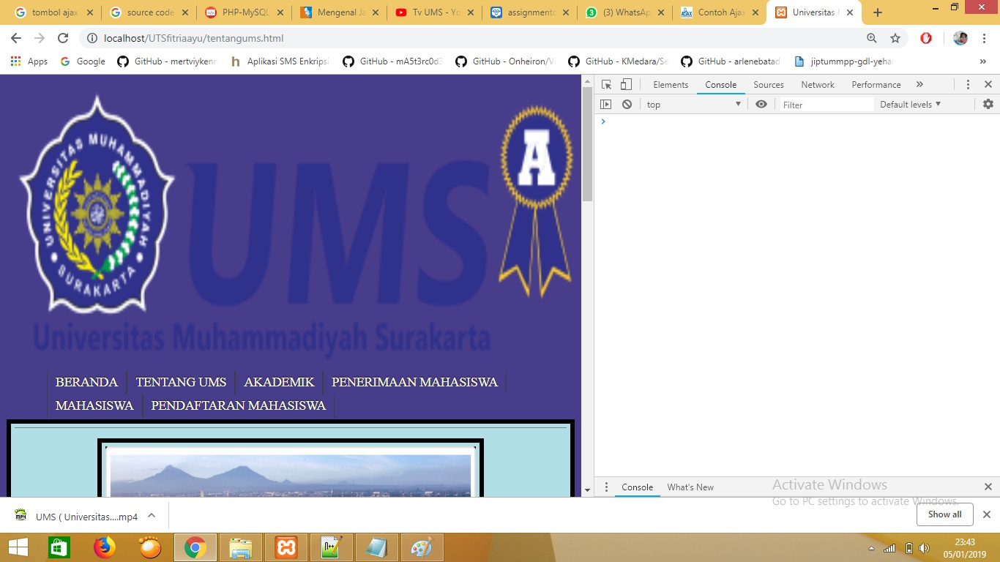 tombol ajax
source code
PHP-MySQL
Mengenal Ja
Tv UMS - Yo
assignmento
(3) WhatsAp
Contoh Ajax
Universitas
localhost/UTSfitriaayu/tentangums.html
Apps
Google
GitHub - mertviykenn
Aplikasi SMS Enkripsi
GitHub - mA5t3rc0d3
GitHub - Onheiron/V
GitHub - KMedara/Se
GitHub - arlenebatad
jiptummpp-gdl-yehar
Elements
Console
Sources
Network
Performance
top
Filter
Default levels
UNIVERSITAS MUHAMMADIYAH
SURAKARTA
UMS
A
Universitas Muhammadiyah Surakarta
BERANDA
TENTANG UMS
AKADEMIK
PENERIMAAN MAHASISWA
MAHASISWA
PENDAFTARAN MAHASISWA
Console
What's New
Activate Windows
Go to PC settings to activate Windows.
UMS ( Universitas....mp4
Show all
23:43
05/01/2019